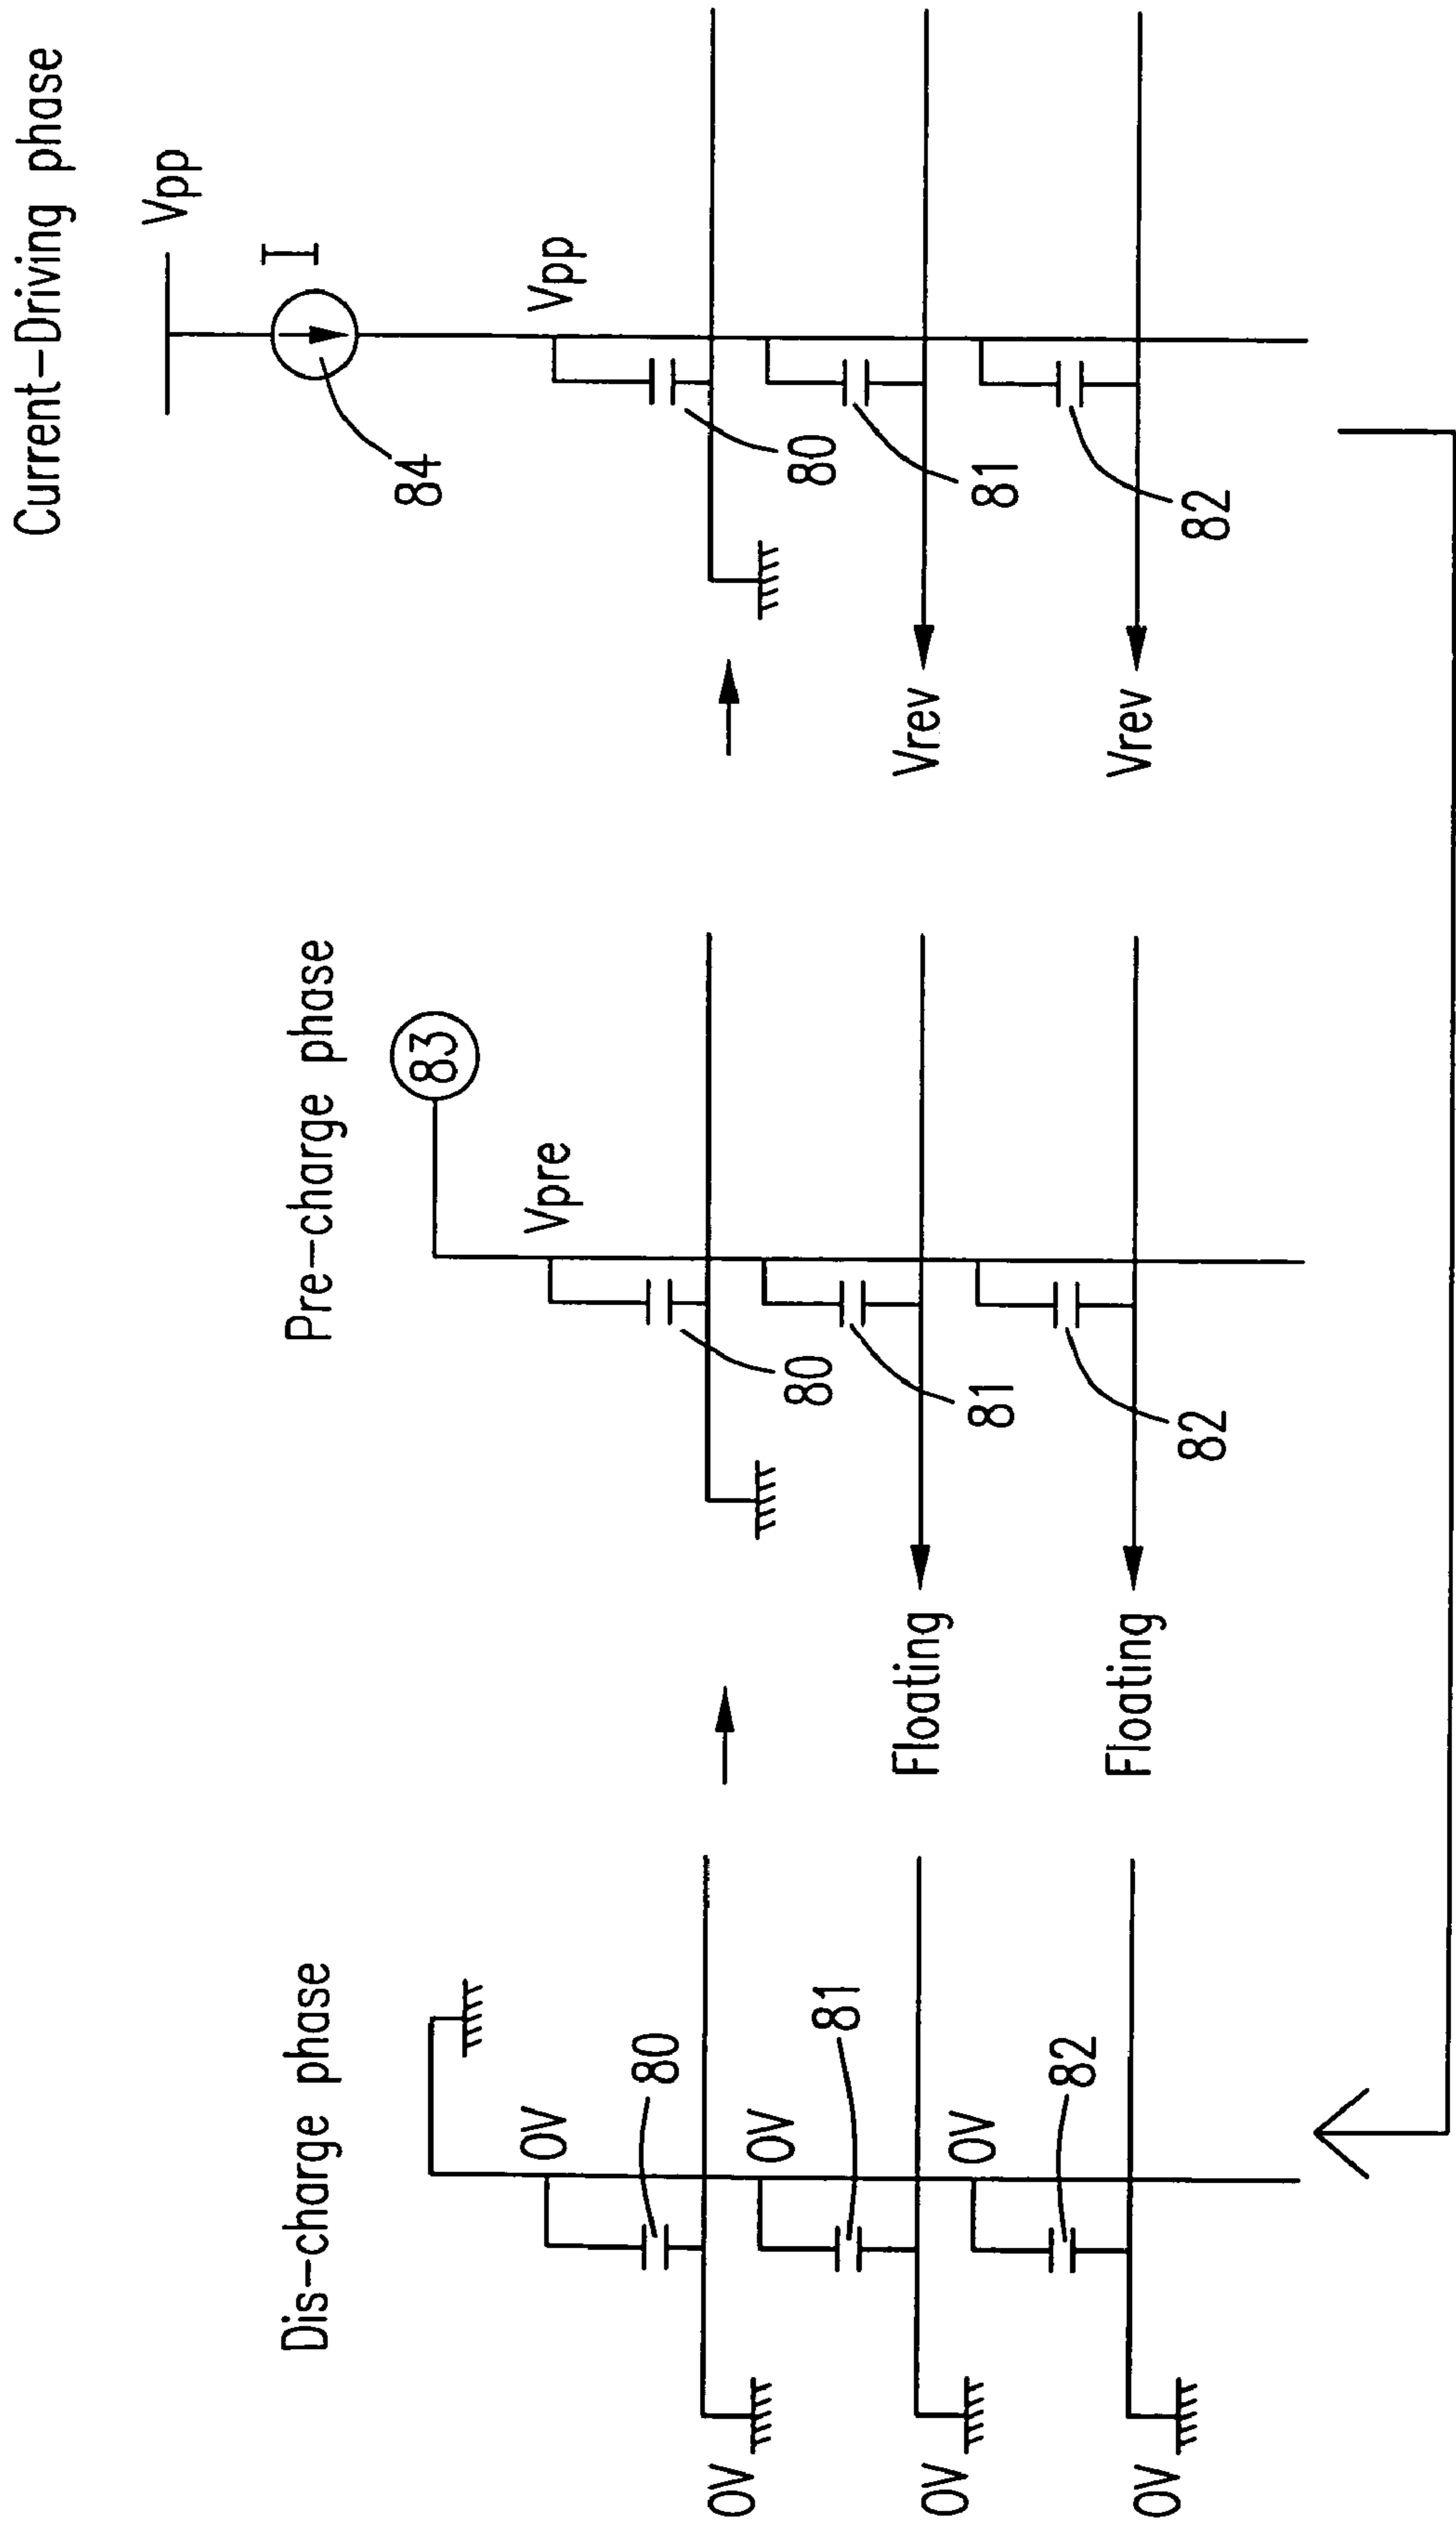 Dis-charge phase
0V
80
0V
81
0V
82
0V
0V
0V
Pre-charge phase
83
Vpre
80
81
82
Floating
Floating
Current-Driving phase
Vpp
I
84
Vpp
80
81
82
Vrev
Vrev